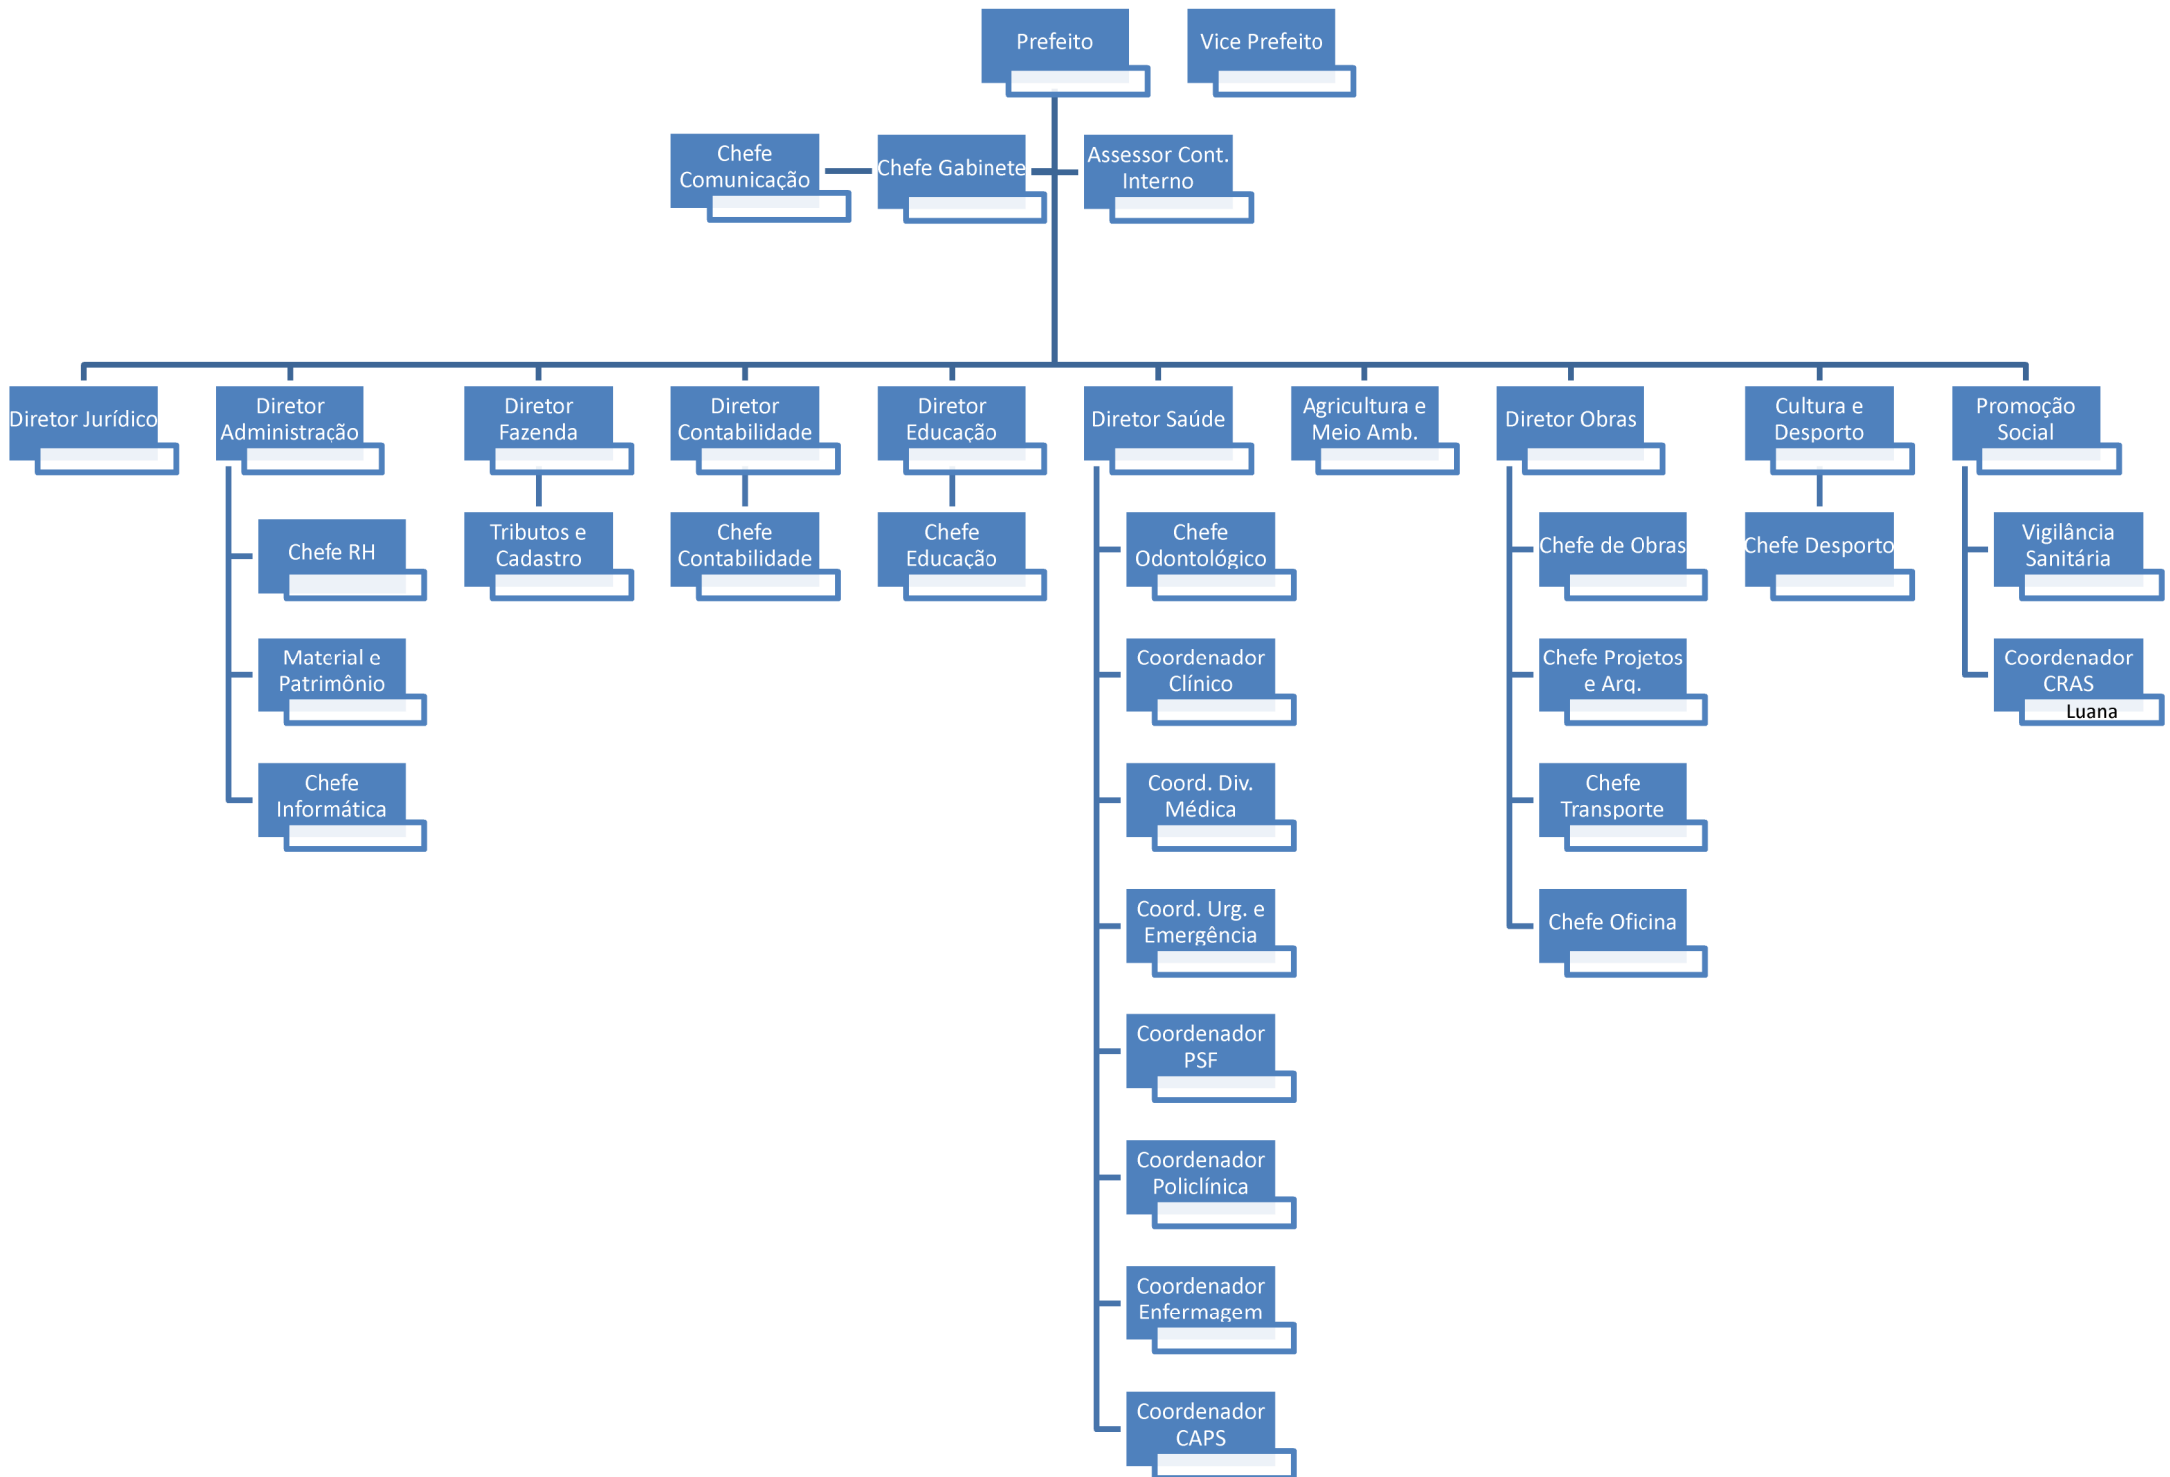 Prefeito
Vice Prefeito
Chefe
Comunicação
Chefe Gabinete
Assessor Cont.
Interno
Diretor Jurídico
Diretor
Administração
Diretor
Fazenda
Diretor
Contabilidade
Diretor
Educação
Diretor Saúde
Agricultura e
Meio Amb.
Diretor Obras
Cultura e
Desporto
Promoção
Social
Chefe RH
Material e
Patrimônio
Chefe
Informática
Tributos e
Cadastro
Chefe
Contabilidade
Chefe
Educação
Chefe
Odontológico
Coordenador
Clínico
Coord. Div.
Médica
Coord. Urg. e
Emergência
Coordenador
PSF
Coordenador
Policlínica
Coordenador
Enfermagem
Coordenador
CAPS
Chefe de Obras
Chefe Projetos
e Arq.
Chefe
Transporte
Chefe Oficina
Chefe Desporto
Vigilância
Sanitária
Coordenador
CRAS
Luana